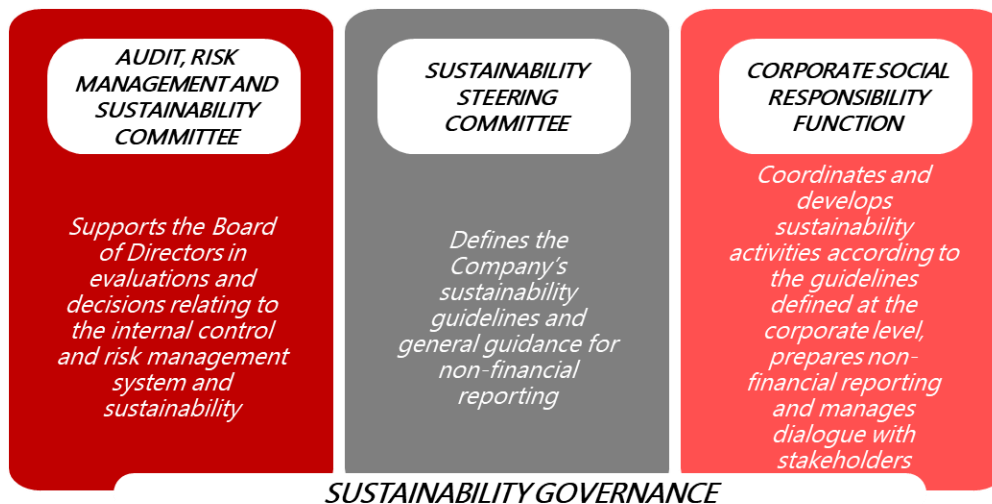 AUDIT, RISK
MANAGEMENT AND
SUSTAINABILITY
COMMITTEE
Supports the Board
of Directors in
evaluations and
decisions relating to
the internal control
and risk management
system and
sustainability
SUSTAINABILITY
STEERING
COMMITTEE
Defines the
Company's
sustainability
guidelines and
general guidance for
non-financial
reporting
CORPORATE SOCIAL
RESPONSIBILITY
FUNCTION
Coordinates and
develops
sustainability
activities according to
the guidelines
defined at the
corporate level,
prepares non-
financial reporting
and manages
dialogue with
stakeholders
SUSTAINABILITY GOVERNANCE